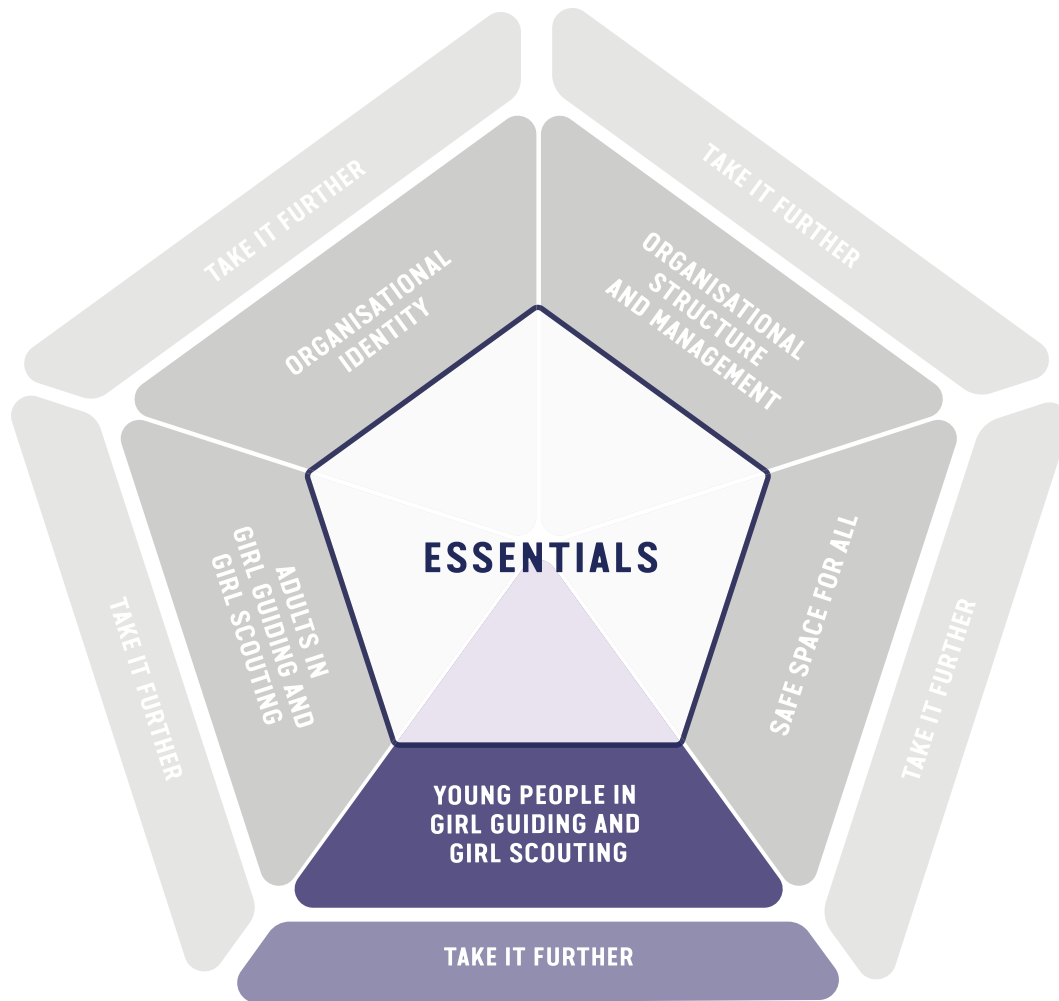 TAKE IT FURTHER
TAKE IT FURTHER
ORGANISATIONAL
IDENTITY
ORGANISATIONAL
STRUCTURE
AND MANAGEMENT
ESSENTIALS
ADULTS IN
GIRL GUIDING AND
GIRL SCOUTING
SAFE SPACE FOR ALL
TAKE IT FURTHER
TAKE IT FURTHER
YOUNG PEOPLE IN
GIRL GUIDING AND
GIRL SCOUTING
TAKE IT FURTHER